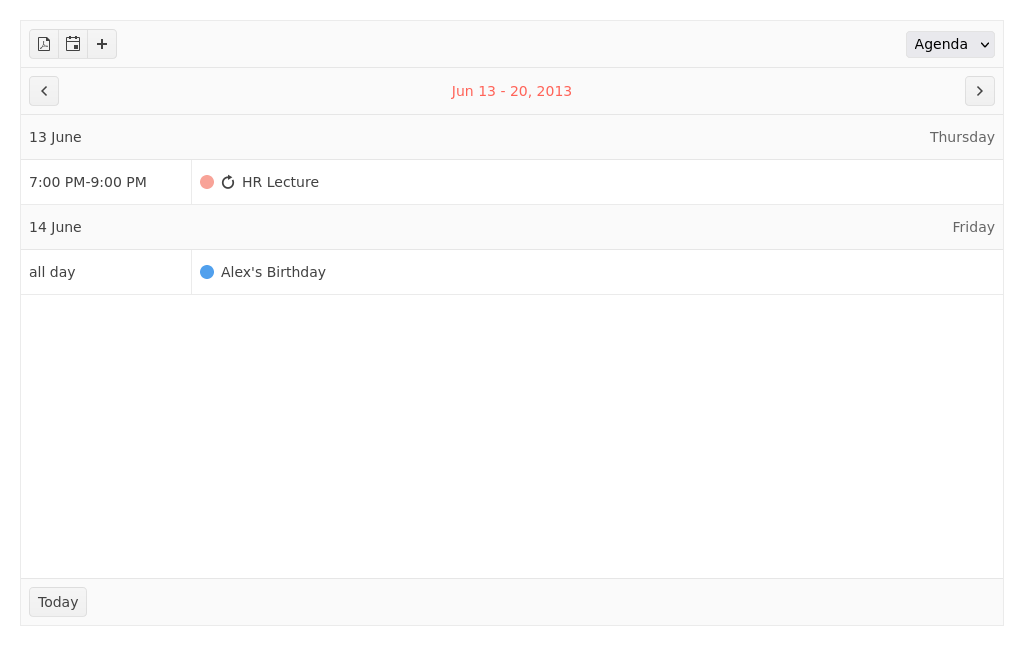 Agenda
Jun 13 - 20, 2013
13 June Thursday
7:00 PM-9:00 PM HR Lecture
14 June Friday
all day Alex's Birthday
Today